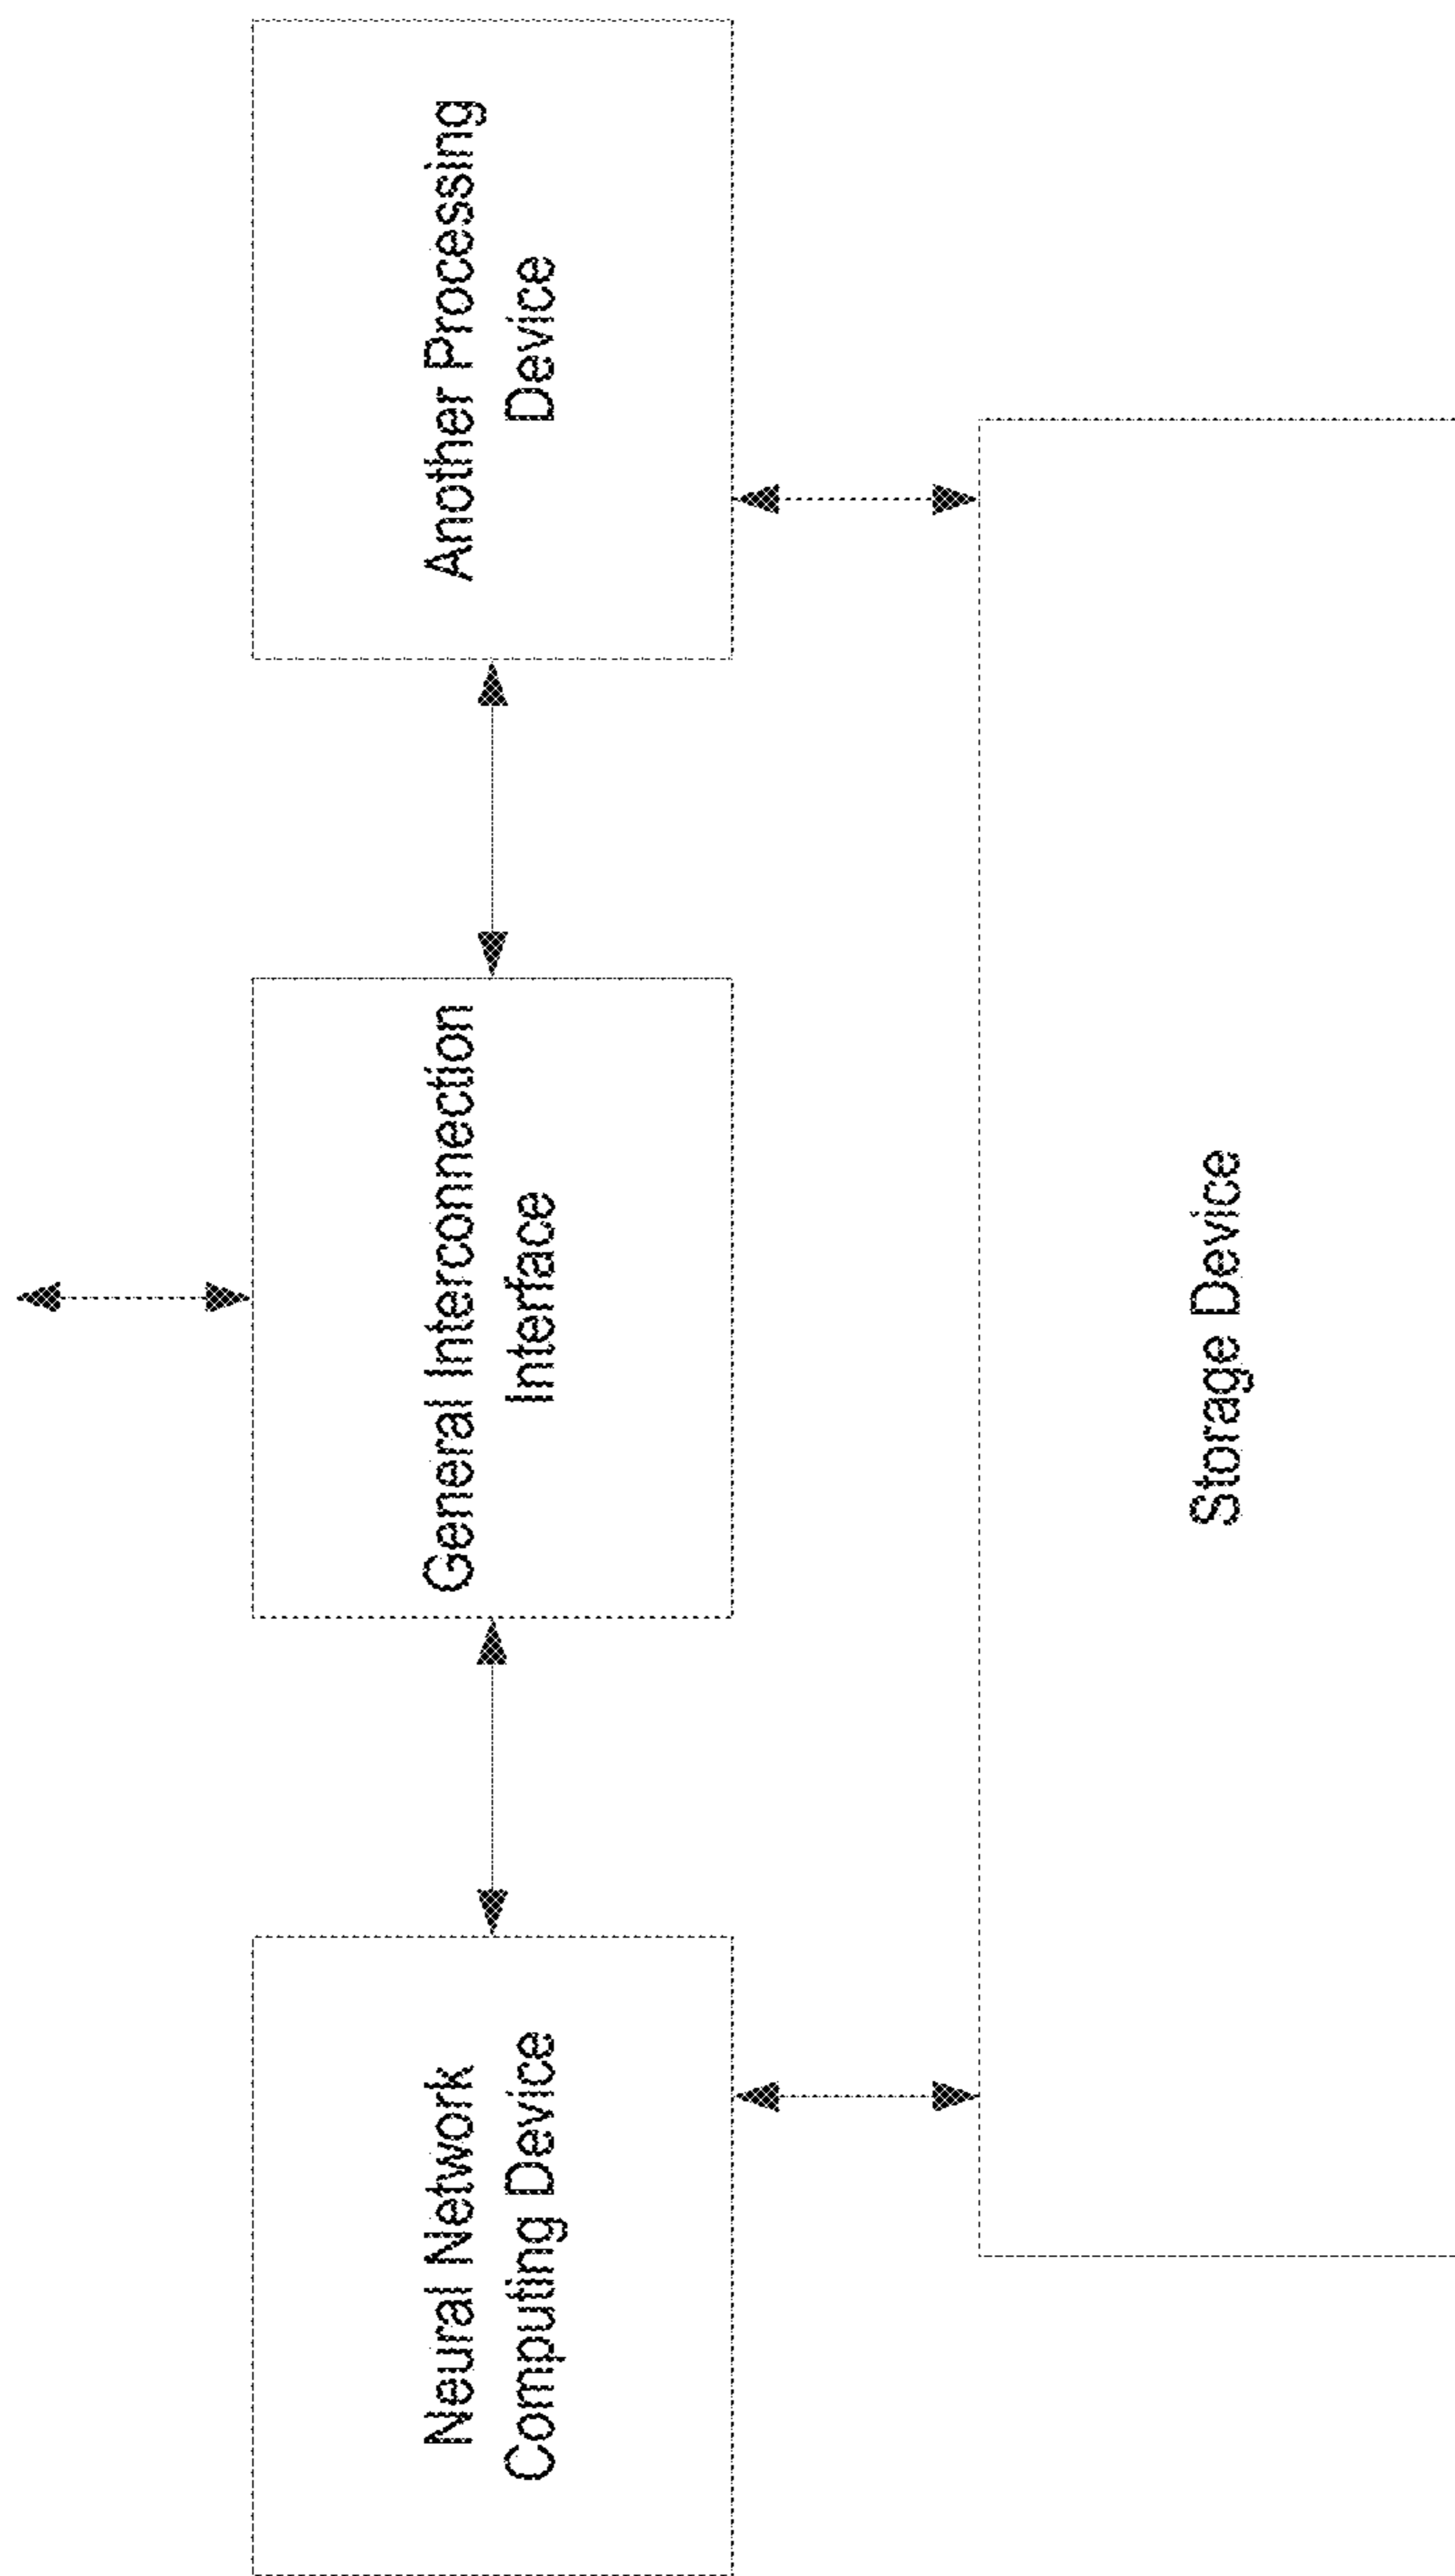 Neural Network
Computing Device
General Interconnection
Interface
Another Processing
Device
Storage Device